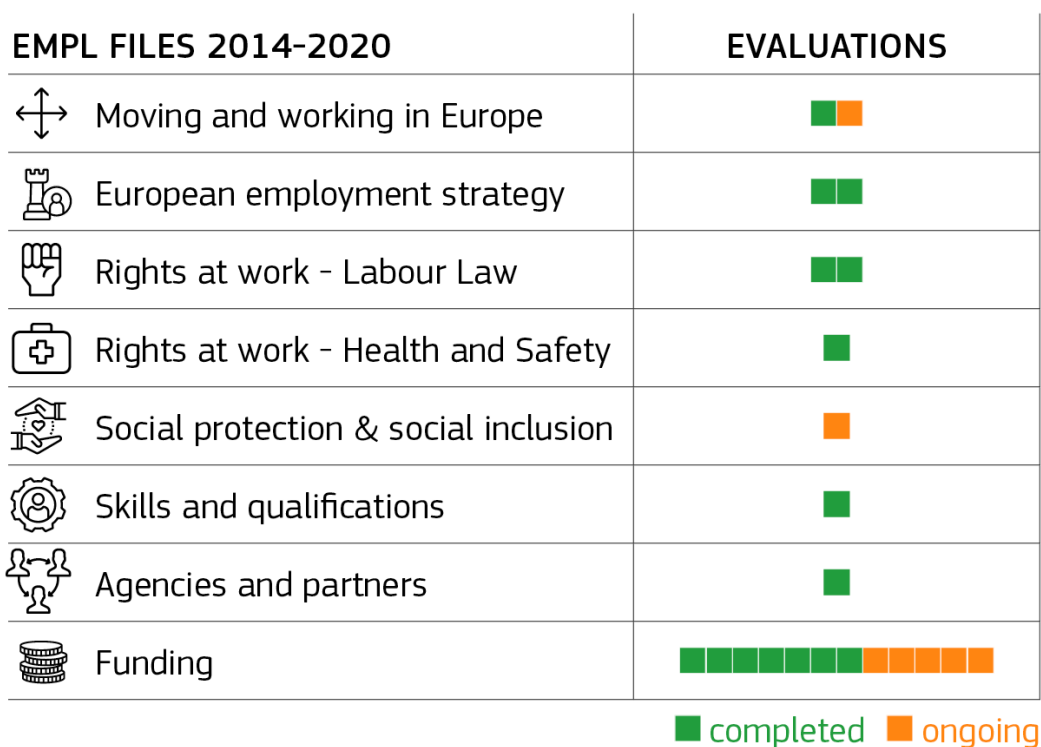 EMPL FILES 2014-2020 EVALUATIONS
Moving and working in Europe
European employment strategy
Rights at work - Labour Law
Rights at work - Health and Safety
Social protection & social inclusion
Skills and qualifications
Agencies and partners
Funding
completed ongoing